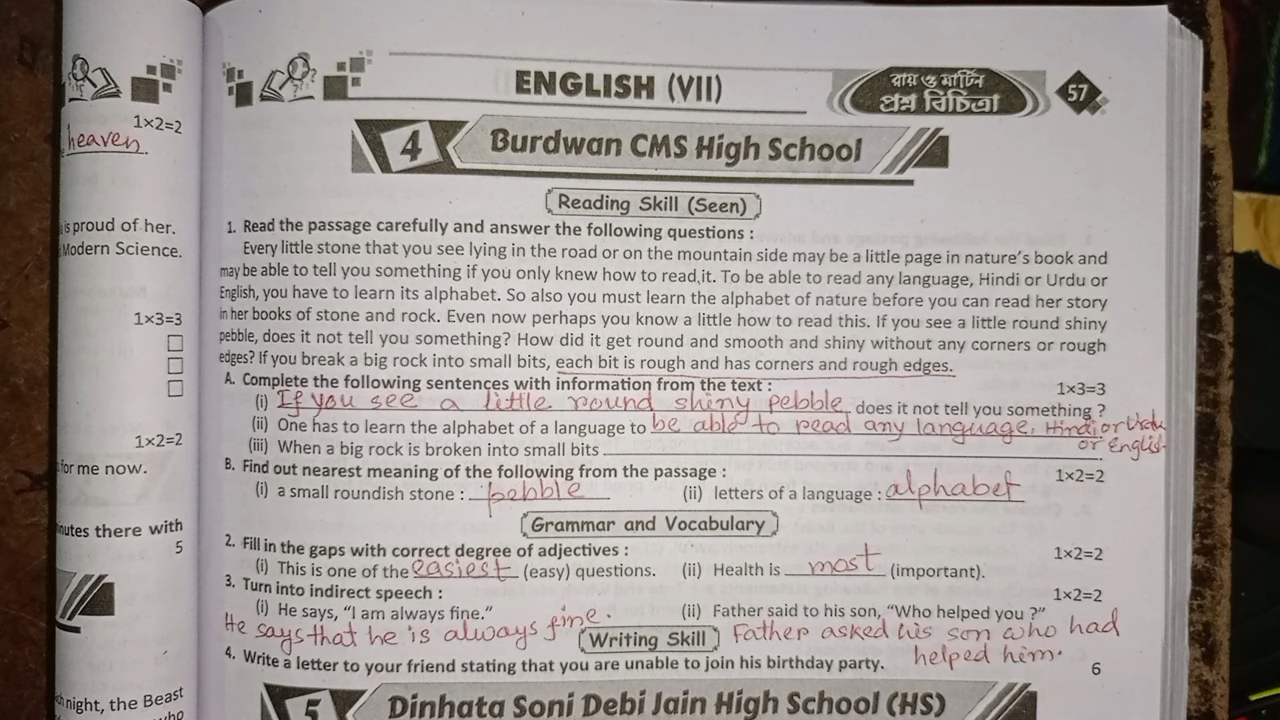 1×2=2
heaven.
is proud of her.
Modern Science.
1×3=3
1×2=2
for me now.
minutes there with
5
night, the Beast
who
ENGLISH (VII)
রায় ও মার্টিন
প্রশ্ন বিচিত্রা
57
4 Burdwan CMS High School
Reading Skill (Seen)
1. Read the passage carefully and answer the following questions :
Every little stone that you see lying in the road or on the mountain side may be a little page in nature's book and
may be able to tell you something if you only knew how to read it. To be able to read any language, Hindi or Urdu or
English, you have to learn its alphabet. So also you must learn the alphabet of nature before you can read her story
in her books of stone and rock. Even now perhaps you know a little how to read this. If you see a little round shiny
pebble, does it not tell you something? How did it get round and smooth and shiny without any corners or rough
edges? If you break a big rock into small bits, each bit is rough and has corners and rough edges.
A. Complete the following sentences with information from the text : 1×3=3
(i) If you see a little round shiny pebble does it not tell you something ?
(ii) One has to learn the alphabet of a language to be able to read any language, Hindi or Urdu
or English
(iii) When a big rock is broken into small bits
B. Find out nearest meaning of the following from the passage : 1×2=2
(i) a small roundish stone : pebble (ii) letters of a language : alphabet
Grammar and Vocabulary
2. Fill in the gaps with correct degree of adjectives : 1×2=2
(i) This is one of the easiest (easy) questions. (ii) Health is most (important).
3. Turn into indirect speech : 1×2=2
(i) He says, "I am always fine." (ii) Father said to his son, "Who helped you ?"
He says that he is always fine. Father asked his son who had
helped him.
Writing Skill
4. Write a letter to your friend stating that you are unable to join his birthday party. 6
5 Dinhata Soni Debi Jain High School (HS)